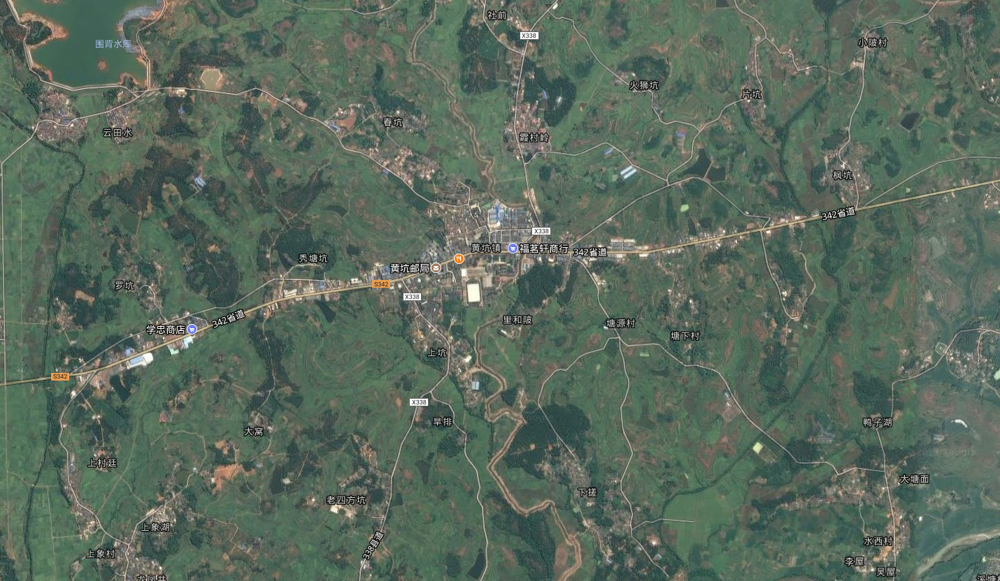 社前
X338
小陂村
围背水库
火狮坑
片坑
春坑
云田水
霞村岭
枫坑
342省道
X338
黄坑镇
福茗轩商行
342省道
秀塘坑
黄坑邮局
S342
罗坑
X338
342省道
里和陂
塘源村
学忠商店
塘下村
上坑
S342
X338
旱排
鸭子湖
大窝
上村廷
大塘面
下搓
老四方坑
上象湖
338县道
水西村
上象村
李屋
吴屋